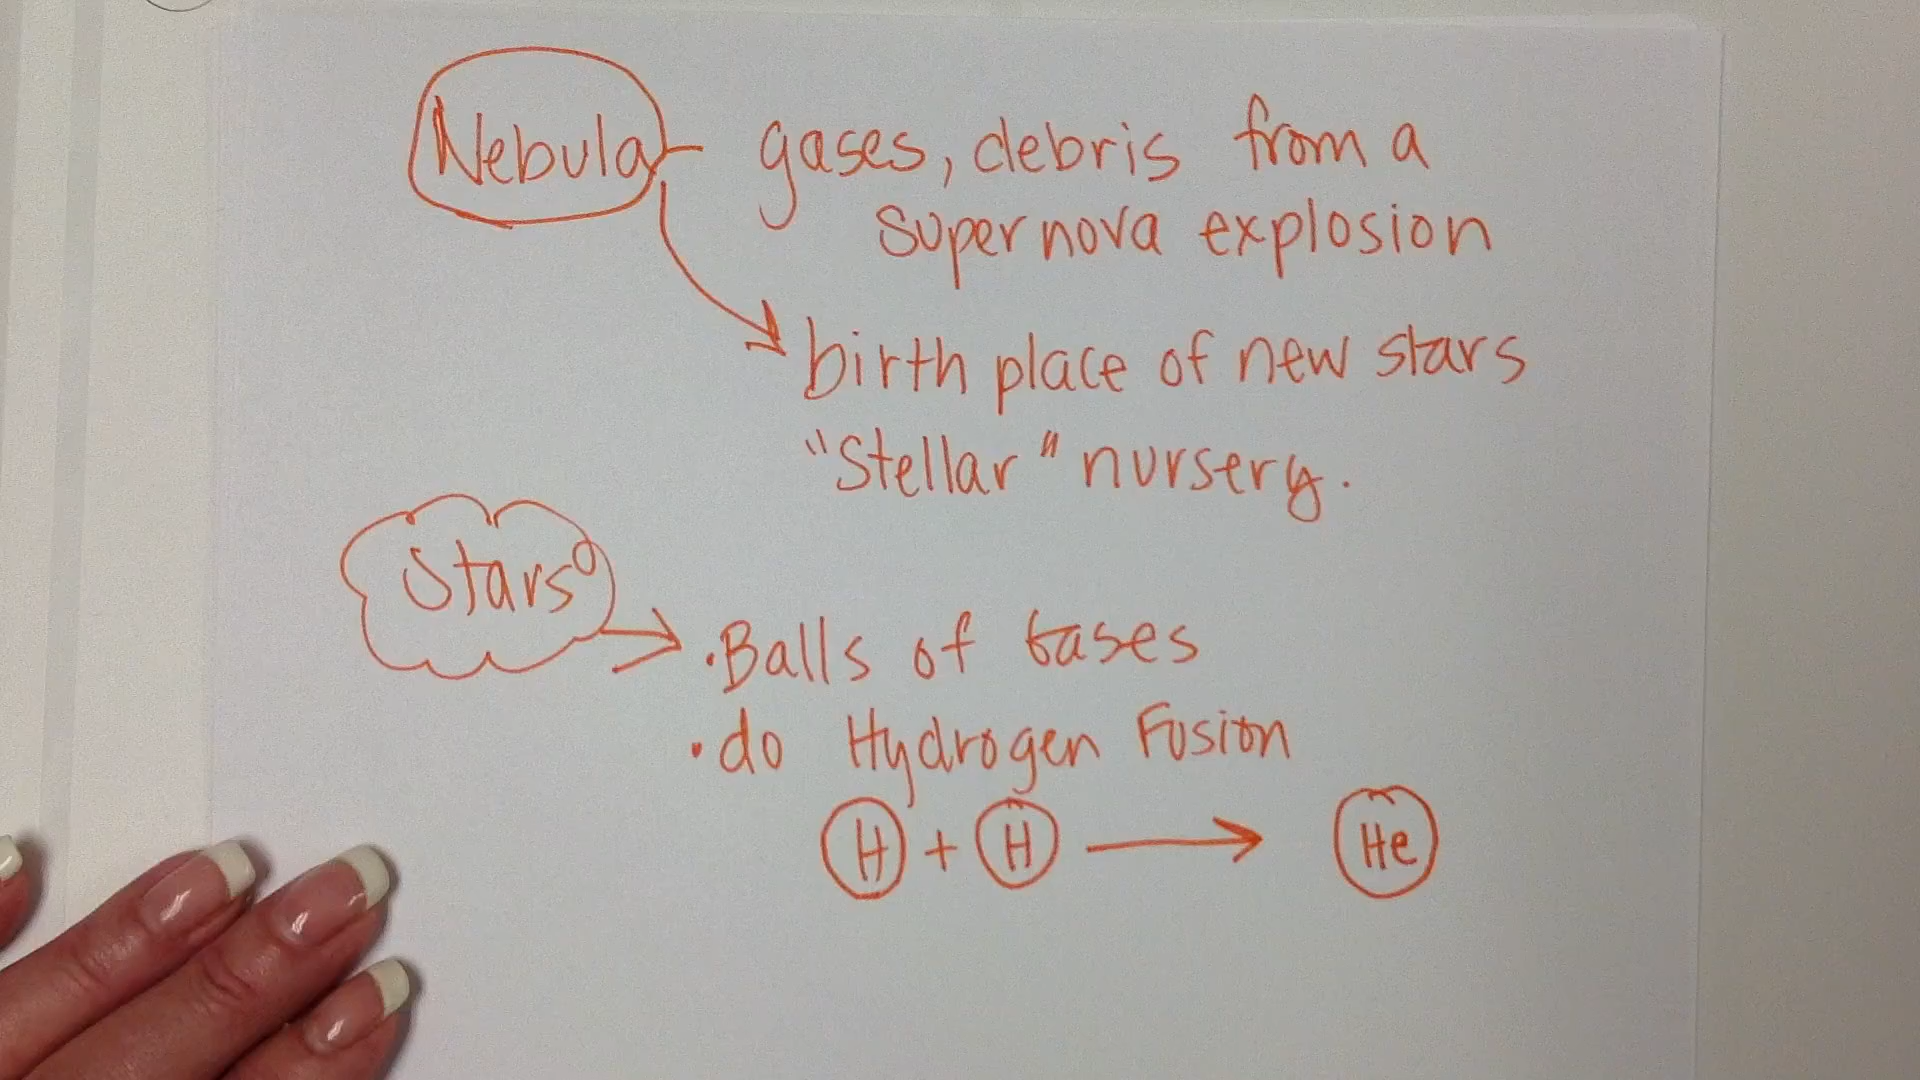 Nebula - gases, debris from a
supernova explosion
birth place of new stars
"Stellar" nursery.
Stars
• Balls of Gases
• do Hydrogen Fusion
H + H → He